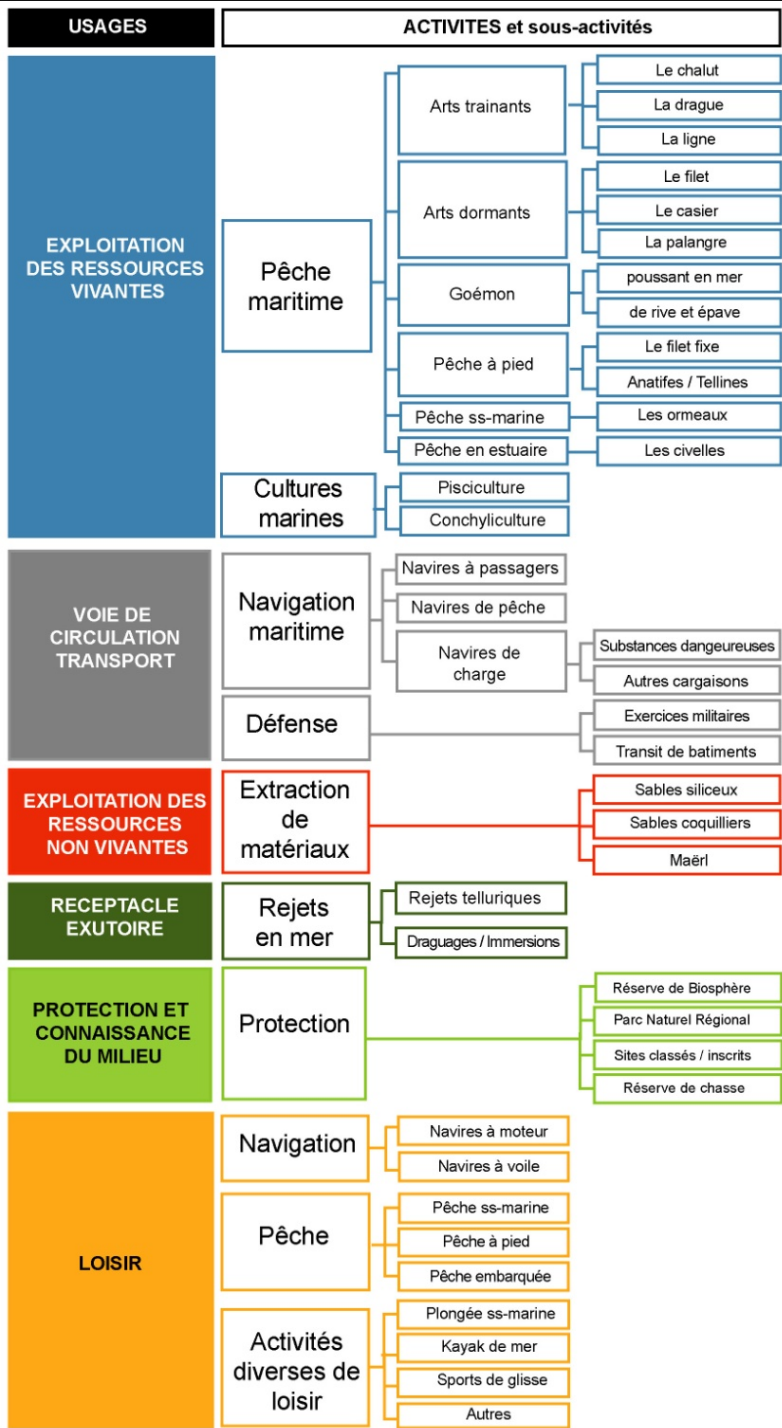 USAGES
ACTIVITES et sous-activités
EXPLOITATION
DES RESSOURCES
VIVANTES
Pêche
maritime
Arts trainants
Le chalut
La drague
La ligne
Arts dormants
Le filet
Le casier
La palangre
Goémon
poussant en mer
de rive et épave
Pêche à pied
Le filet fixe
Anatifes / Tellines
Pêche ss-marine
Les ormeaux
Pêche en estuaire
Les civelles
Cultures
marines
Pisciculture
Conchyliculture
VOIE DE
CIRCULATION
TRANSPORT
Navigation
maritime
Navires à passagers
Navires de pêche
Navires de
charge
Substances dangeureuses
Autres cargaisons
Défense
Exercices militaires
Transit de batiments
EXPLOITATION DES
RESSOURCES
NON VIVANTES
Extraction
de
matériaux
Sables siliceux
Sables coquilliers
Maërl
RECEPTACLE
EXUTOIRE
Rejets
en mer
Rejets telluriques
Draguages / Immersions
PROTECTION ET
CONNAISSANCE
DU MILIEU
Protection
Réserve de Biosphère
Parc Naturel Régional
Sites classés / inscrits
Réserve de chasse
LOISIR
Navigation
Navires à moteur
Navires à voile
Pêche
Pêche ss-marine
Pêche à pied
Pêche embarquée
Activités
diverses de
loisir
Plongée ss-marine
Kayak de mer
Sports de glisse
Autres